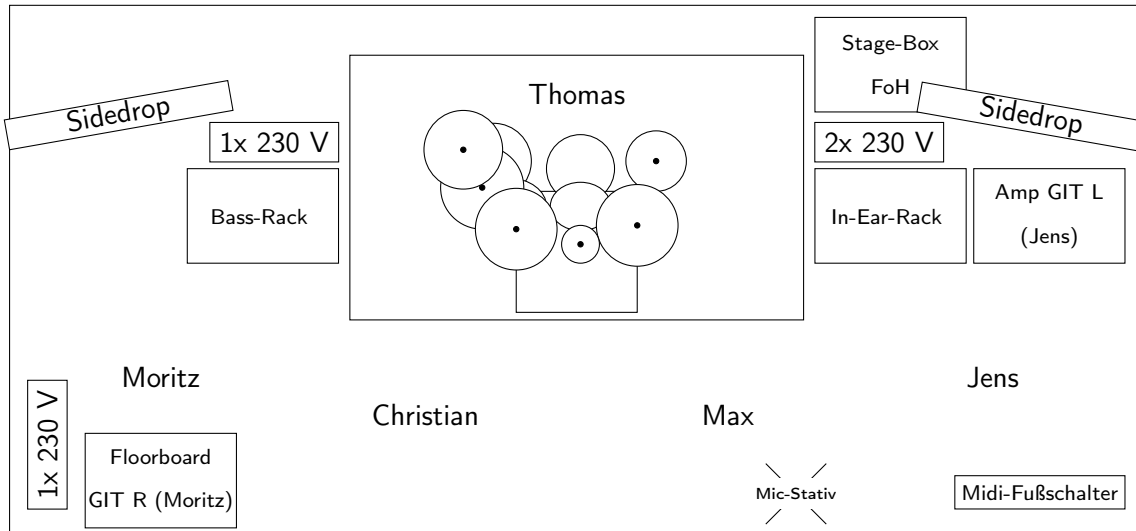 Stage-Box
FoH
Thomas
Sidedrop
Sidedrop
1x 230 V
2x 230 V
Bass-Rack
In-Ear-Rack
Amp GIT L
(Jens)
Moritz
Jens
Christian
Max
1x 230 V
Floorboard
GIT R (Moritz)
Mic-Stativ
Midi-Fußschalter